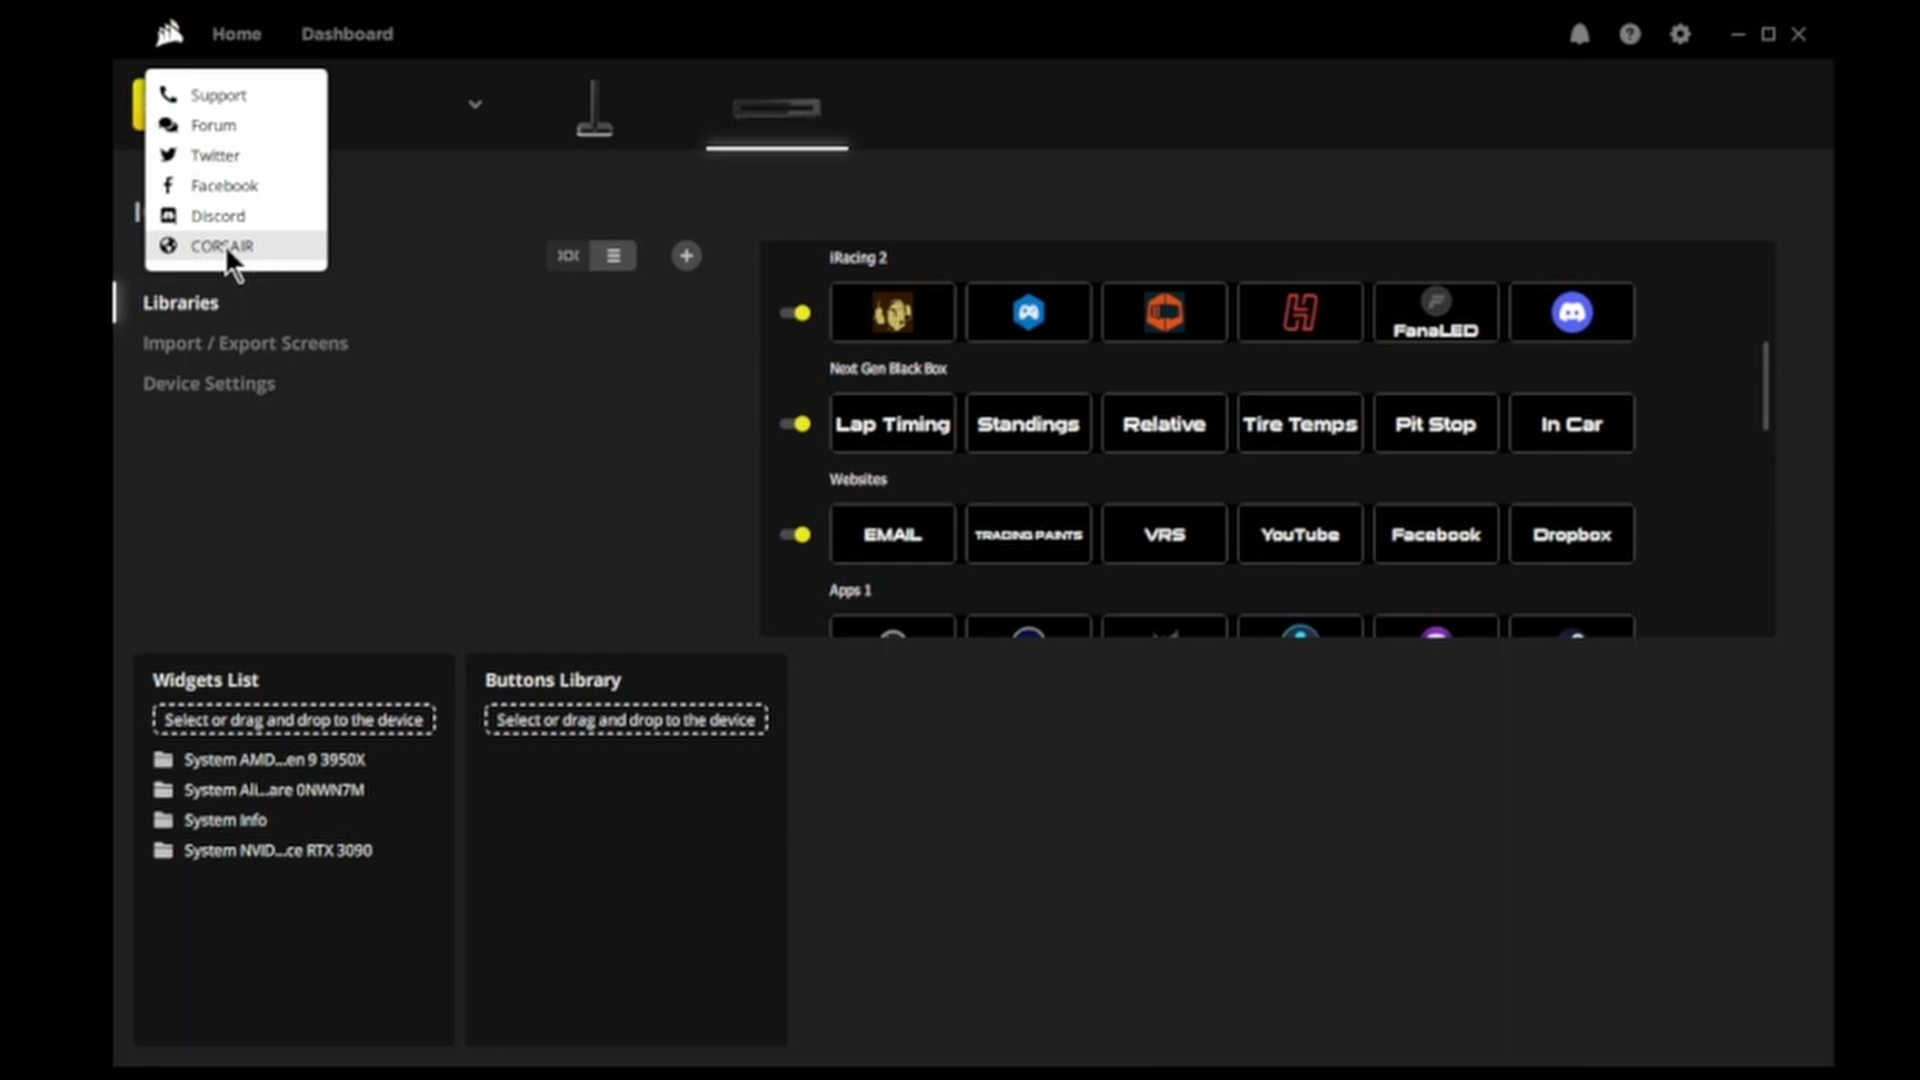 Home
Dashboard
Support
Forum
Twitter
Facebook
Discord
CORSAIR
Libraries
Import / Export Screens
Device Settings
iRacing 2
FanaLED
Next Gen Black Box
Lap Timing
Standings
Relative
Tire Temps
Pit Stop
In Car
Websites
EMAIL
TRADING PAINTS
VRS
YouTube
Facebook
Dropbox
Apps 1
Widgets List
Select or drag and drop to the device
System AMD...en 9 3950X
System Ali...are 0NWN7M
System Info
System NVID...ce RTX 3090
Buttons Library
Select or drag and drop to the device